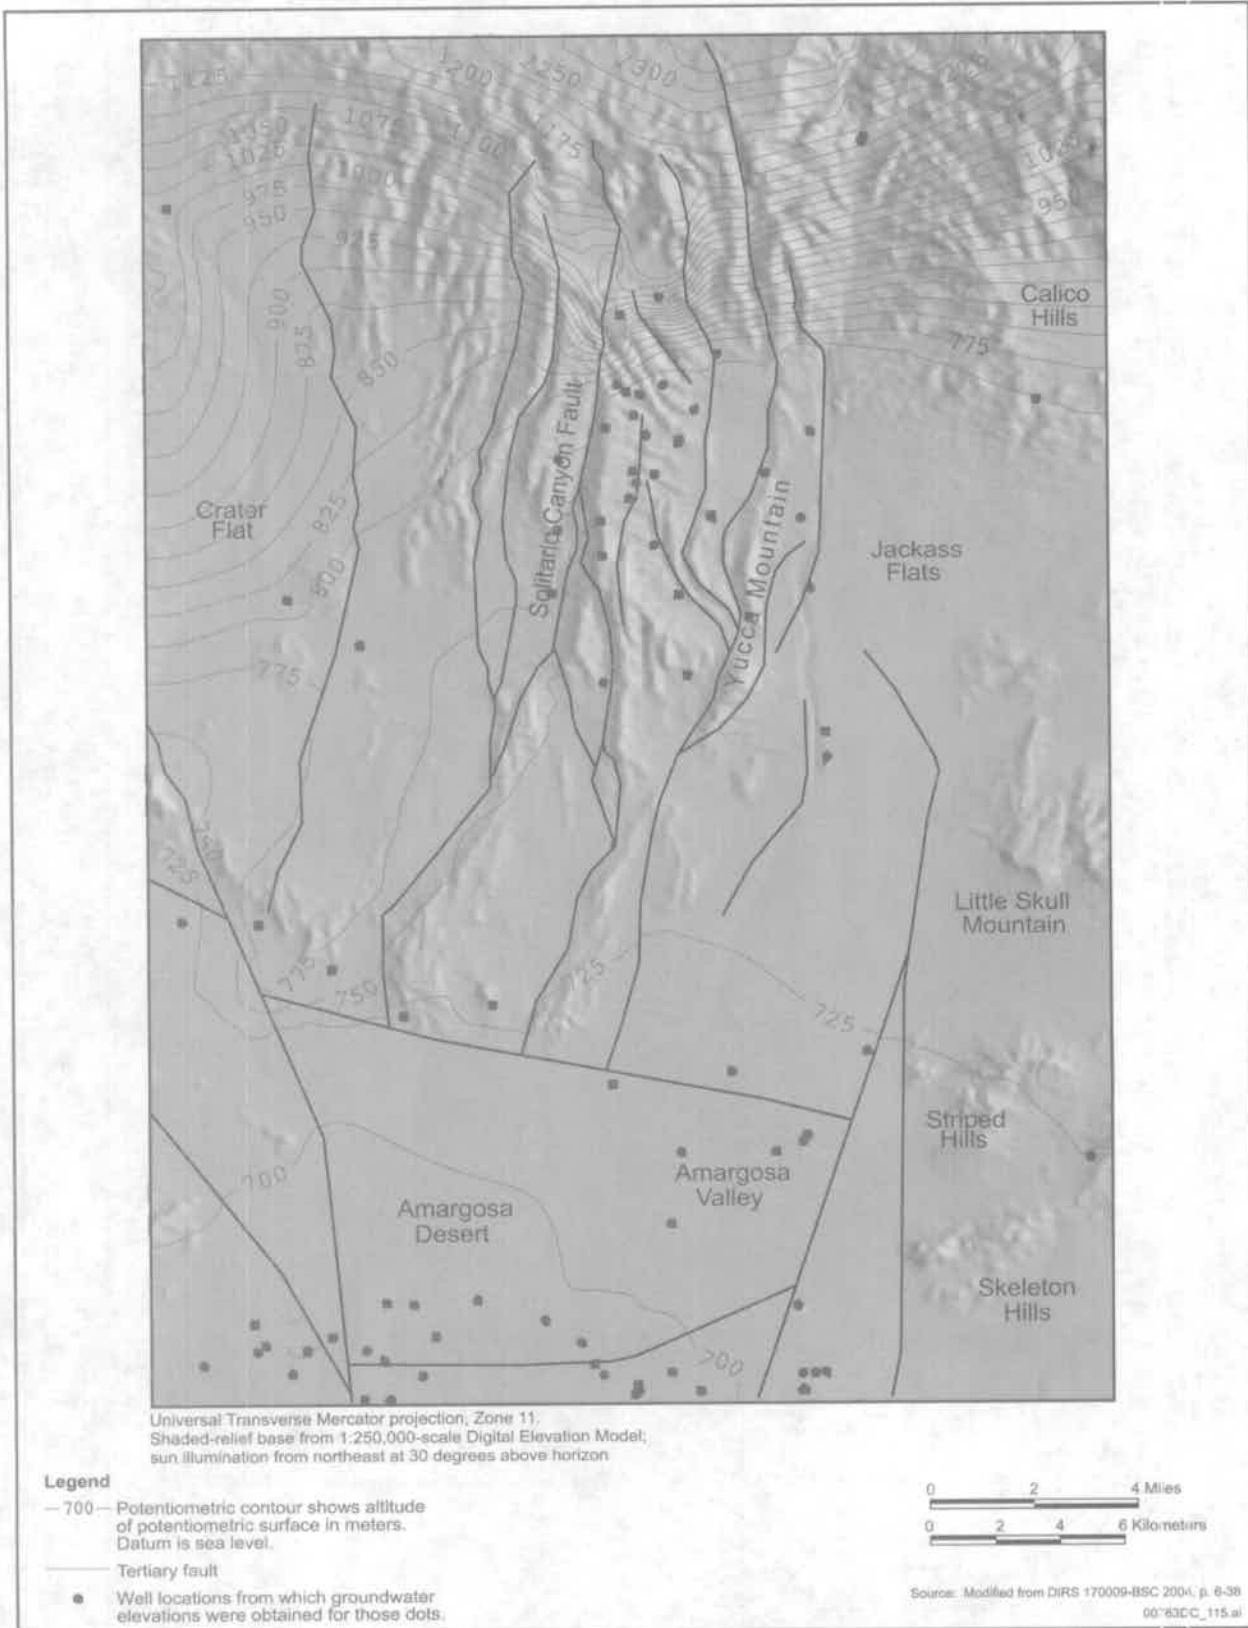 1125
1200
1250
1300
1200
1050
1075
1100
1175
1025
1000
1025
975
950
950
925
900
875
850
Calico
Hills
775
Solitario Canyon Fault
Crater
Flat
825
800
Yucca Mountain
Jackass
Flats
775
750
725
Little Skull
Mountain
775
750
725
725
Striped
Hills
700
Amargosa
Desert
Amargosa
Valley
Skeleton
Hills
700
Universal Transverse Mercator projection, Zone 11.
Shaded-relief base from 1:250,000-scale Digital Elevation Model;
sun illumination from northeast at 30 degrees above horizon
Legend
—700— Potentiometric contour shows altitude
of potentiometric surface in meters.
Datum is sea level.
Tertiary fault
Well locations from which groundwater
elevations were obtained for those dots.
0 2 4 Miles
0 2 4 6 Kilometers
Source: Modified from DIRS 170009-BSC 2004, p. 6-38